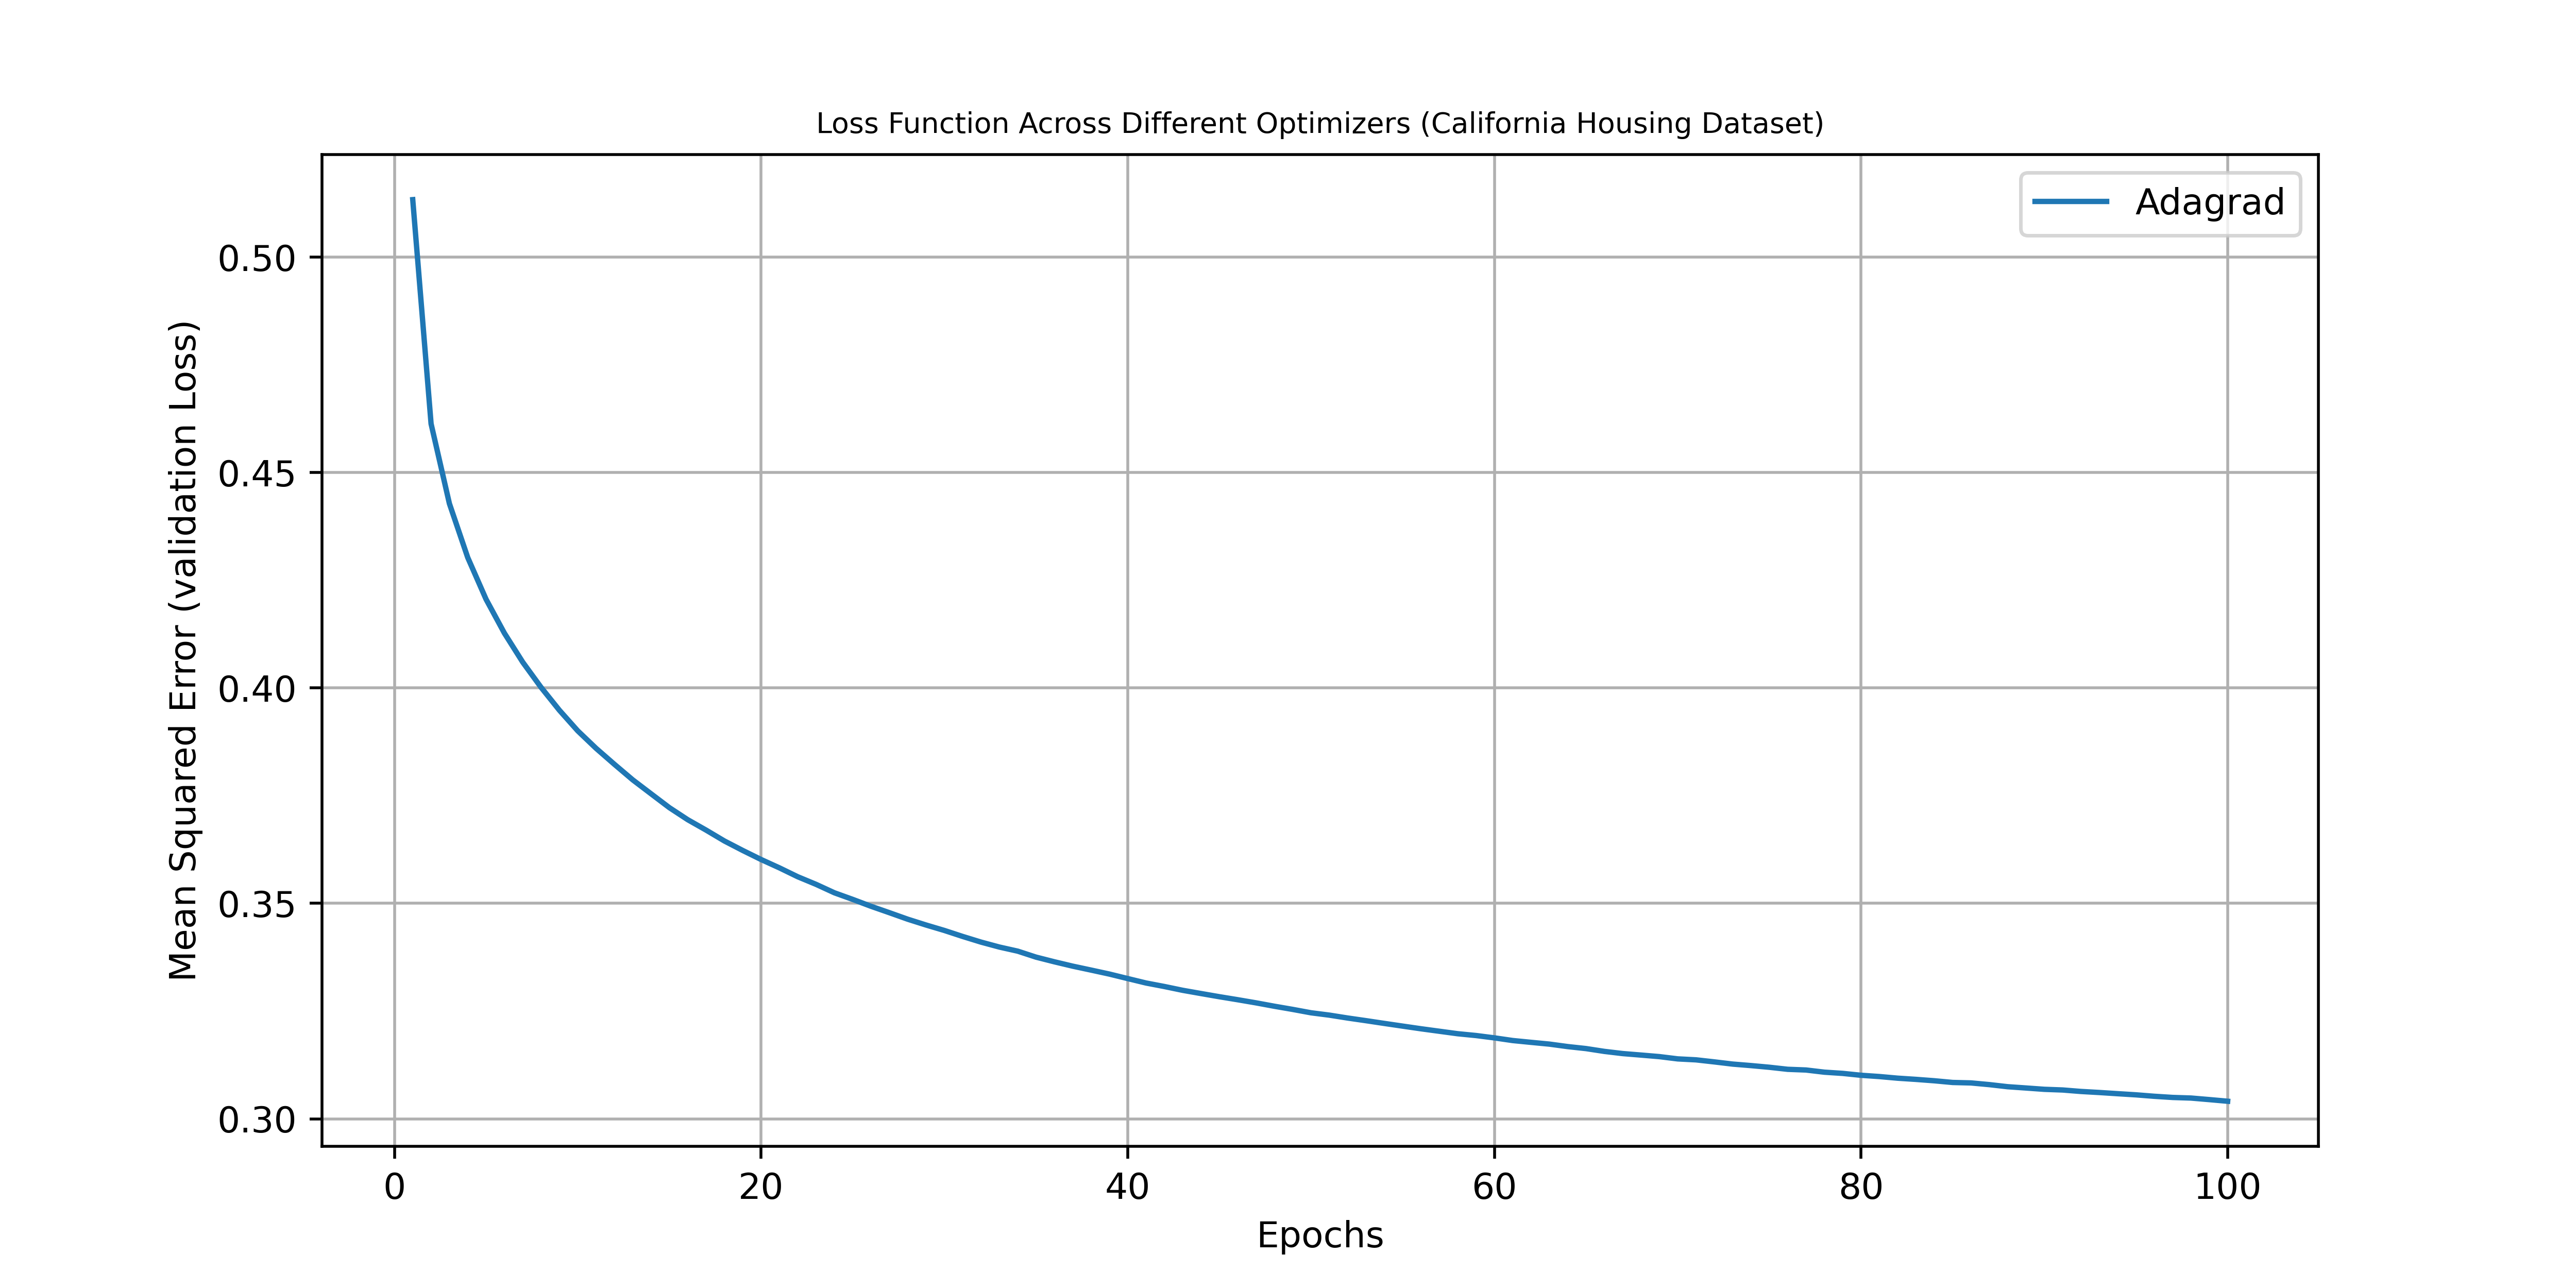 Loss Function Across Different Optimizers (California Housing Dataset)
Adagrad
Mean Squared Error (validation Loss)
0.50
0.45
0.40
0.35
0.30
0 20 40 60 80 100
Epochs